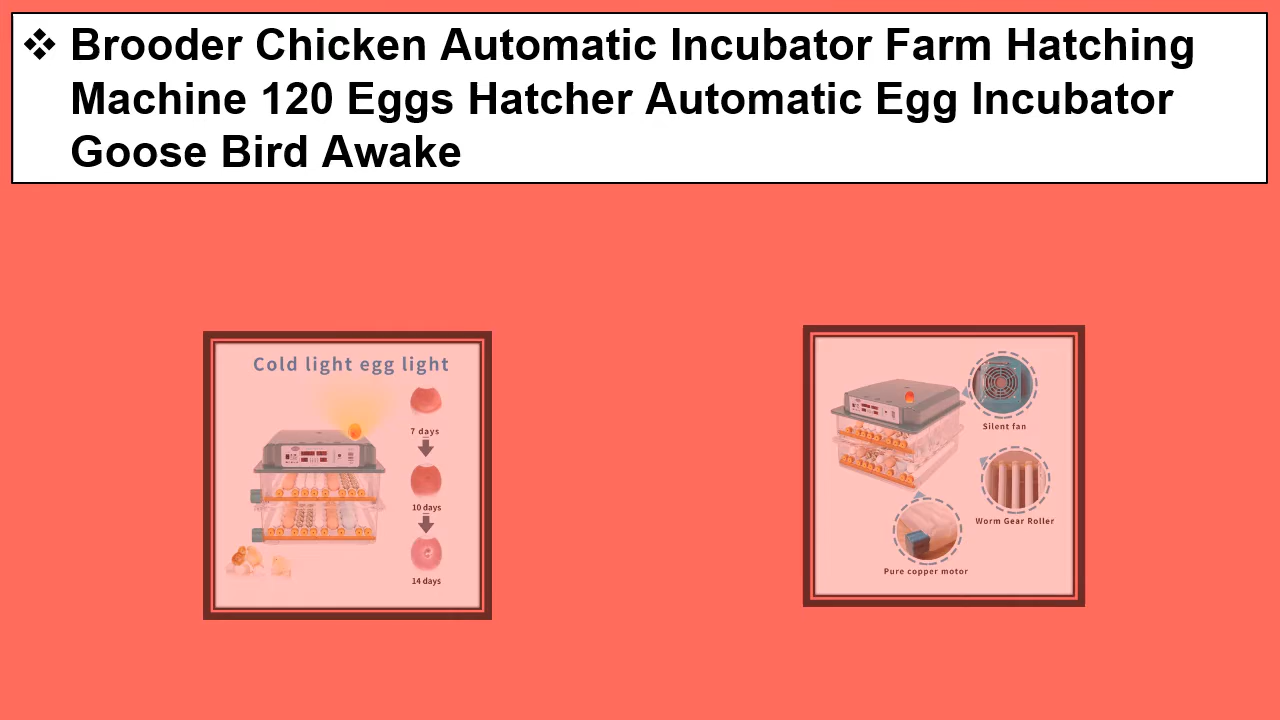 ❖ Brooder Chicken Automatic Incubator Farm Hatching
Machine 120 Eggs Hatcher Automatic Egg Incubator
Goose Bird Awake
Cold light egg light
7 days
10 days
14 days
Silent fan
Worm Gear Roller
Pure copper motor